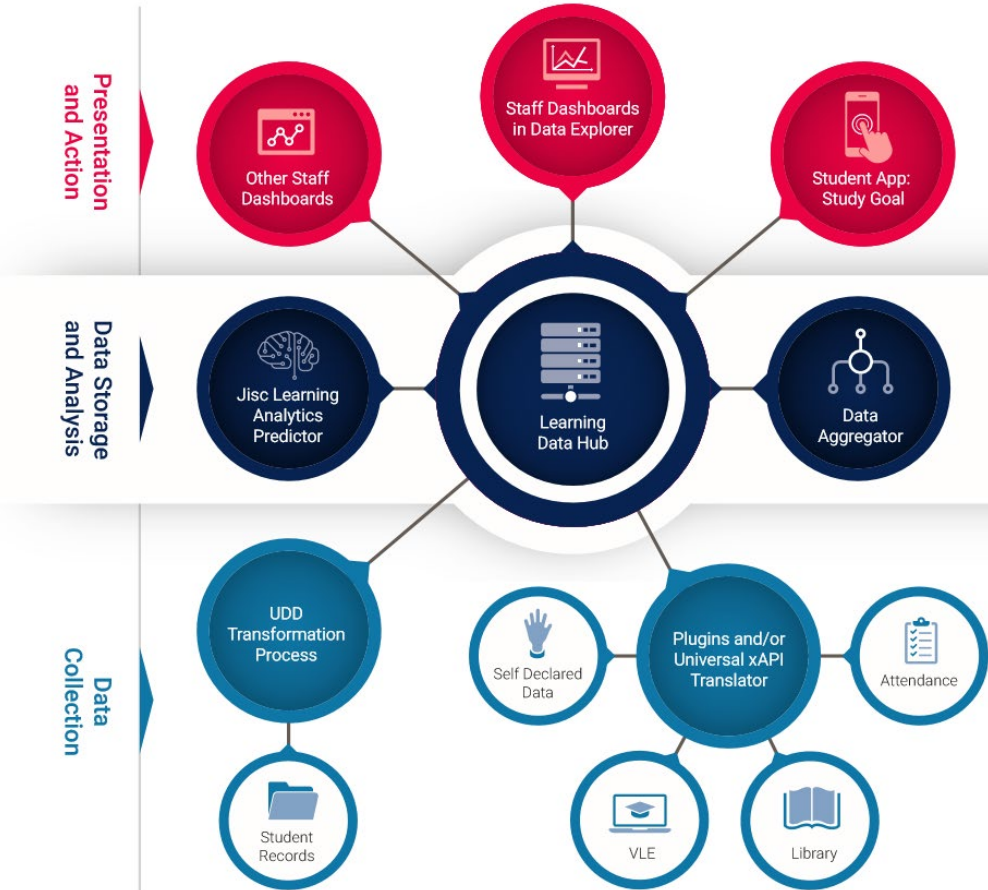 Presentation
and Action
Other Staff
Dashboards
Staff Dashboards
in Data Explorer
Student App:
Study Goal
Data Storage
and Analysis
Jisc Learning
Analytics
Predictor
Learning
Data Hub
Data
Aggregator
Data
Collection
UDD
Transformation
Process
Self Declared
Data
Plugins and/or
Universal xAPI
Translator
Attendance
Student
Records
VLE
Library